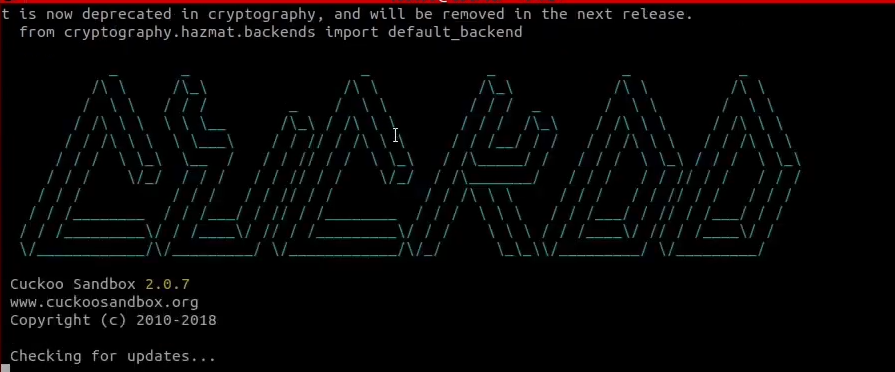 t is now deprecated in cryptography, and will be removed in the next release.
from cryptography.hazmat.backends import default_backend
Cuckoo Sandbox 2.0.7
www.cuckoosandbox.org
Copyright (c) 2010-2018
Checking for updates...